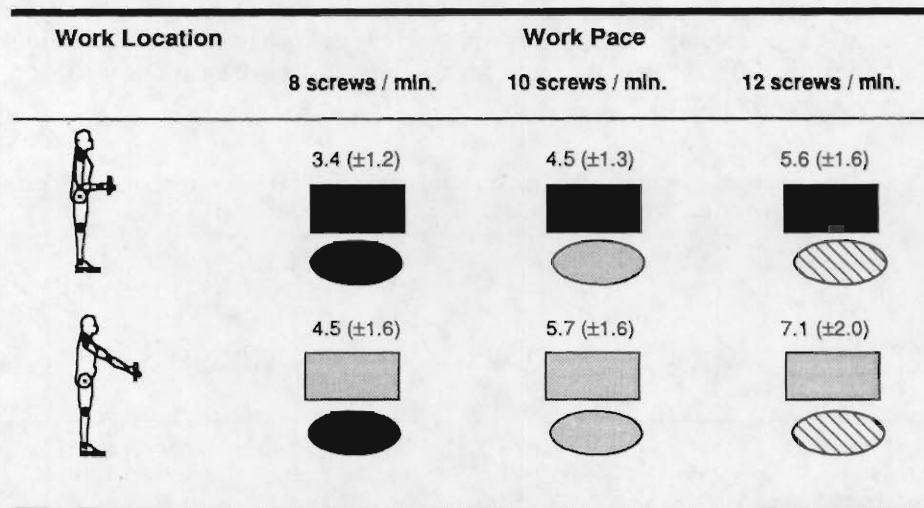 Work Location Work Pace
8 screws / min. 10 screws / min. 12 screws / min.
3.4 (±1.2) 4.5 (±1.3) 5.6 (±1.6)
4.5 (±1.6) 5.7 (±1.6) 7.1 (±2.0)